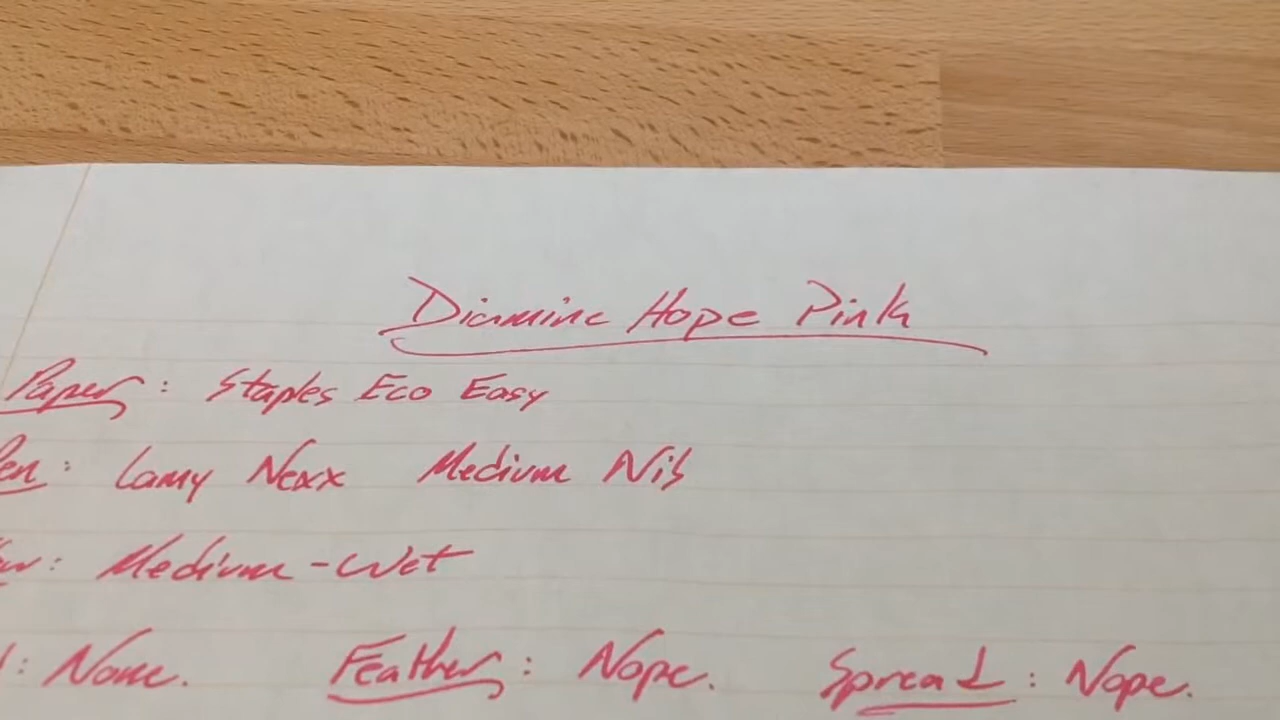 Diamine Hope Pink
Paper: Staples Eco Easy
Pen: Lamy Nexx Medium Nib
Medium-Wet
: None. Feather: Nope. Spread: Nope.